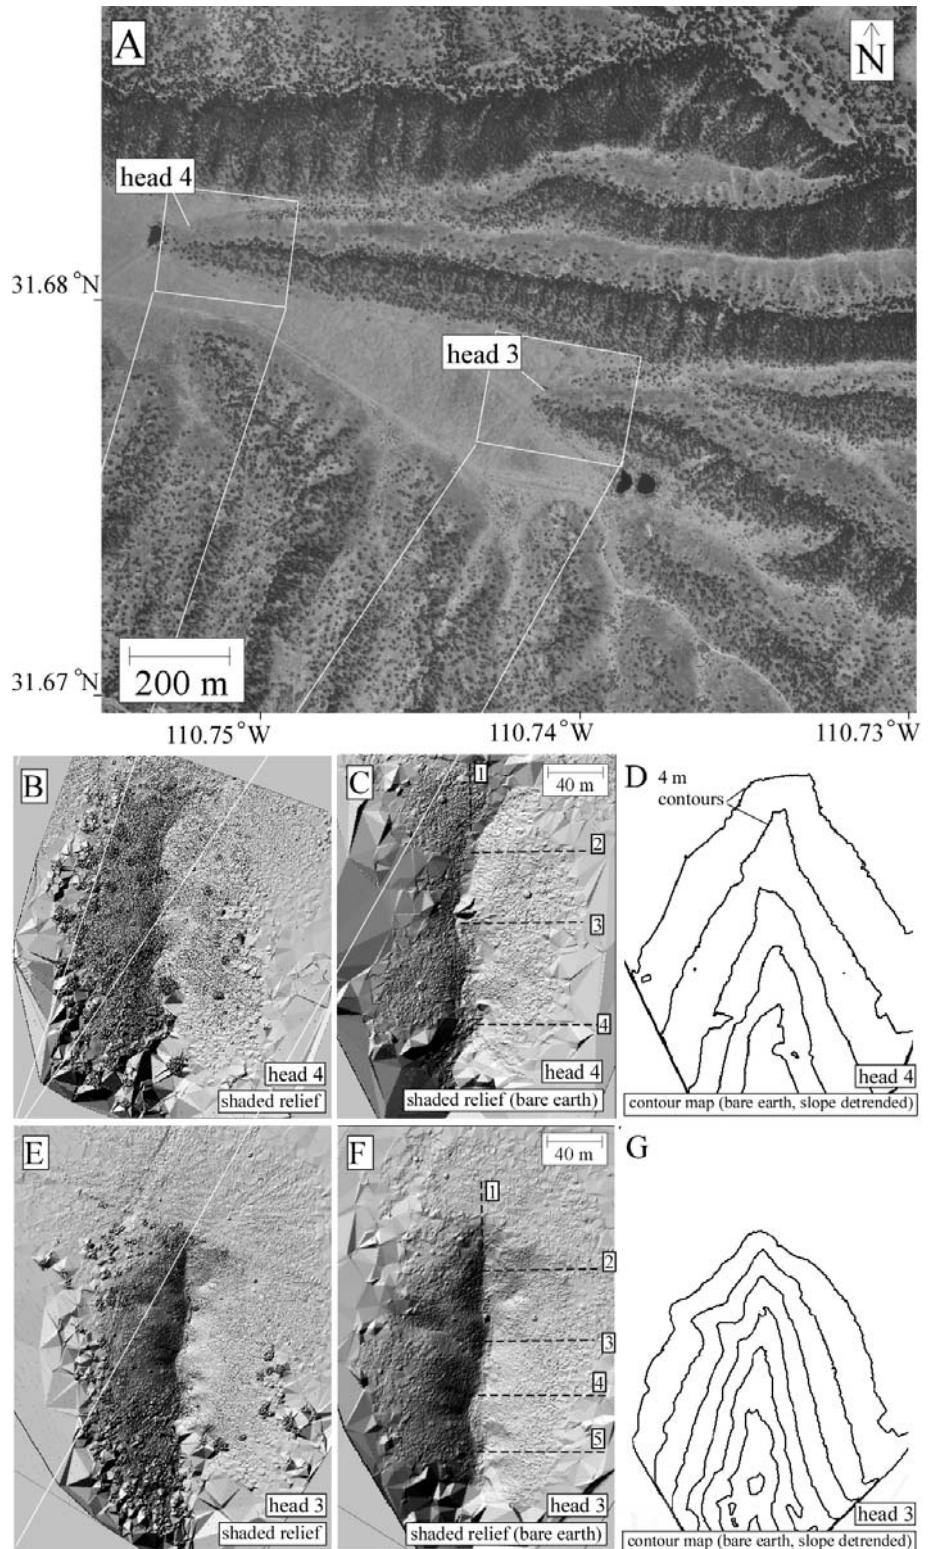 A
N
head 4
31.68 °N
head 3
200 m
31.67 °N
110.75°W
110.74°W
110.73°W
B
head 4
shaded relief
C
40 m
1
2
3
4
head 4
shaded relief (bare earth)
D
4 m
contours
head 4
contour map (bare earth, slope detrended)
E
head 3
shaded relief
F
40 m
1
2
3
4
5
head 3
shaded relief (bare earth)
G
head 3
contour map (bare earth, slope detrended)